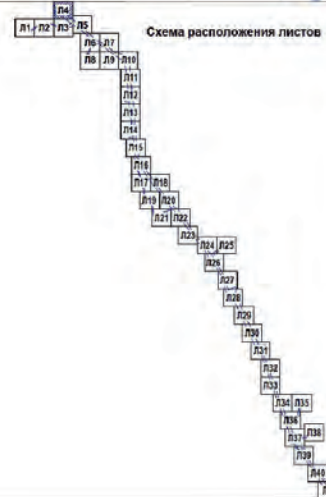 Л4
Схема расположения листов
Л1 Л2 Л3 Л5
Л6 Л7
Л8 Л9 Л10
Л11
Л12
Л13
Л14
Л15
Л16
Л17 Л18
Л19 Л20
Л21 Л22
Л23
Л24 Л25
Л26
Л27
Л28
Л29
Л30
Л31
Л32
Л33
Л34 Л35
Л36
Л37 Л38
Л39
Л40